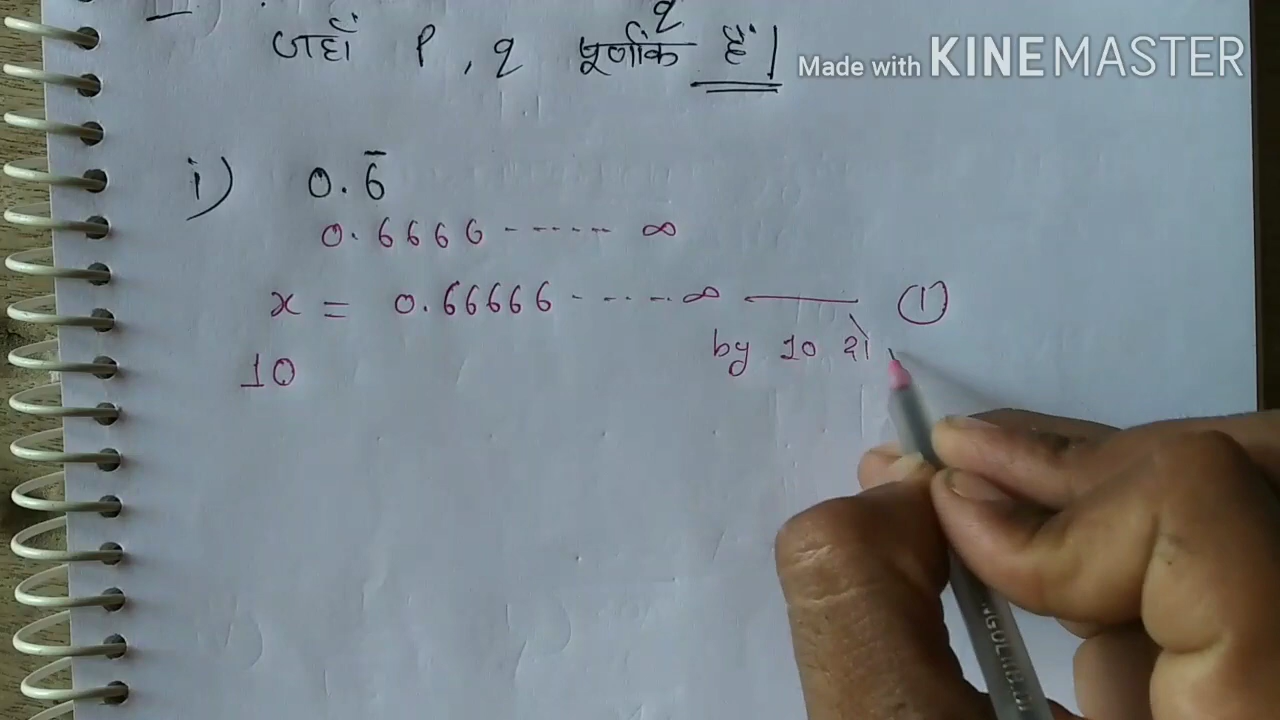 q
जहाँ P, q पूर्णांक हैं।
Made with KINEMASTER
i) 0.6̅
0.6666 ------ ∞
x = 0.66666 ------ ∞ —— ①
by 10 से
10